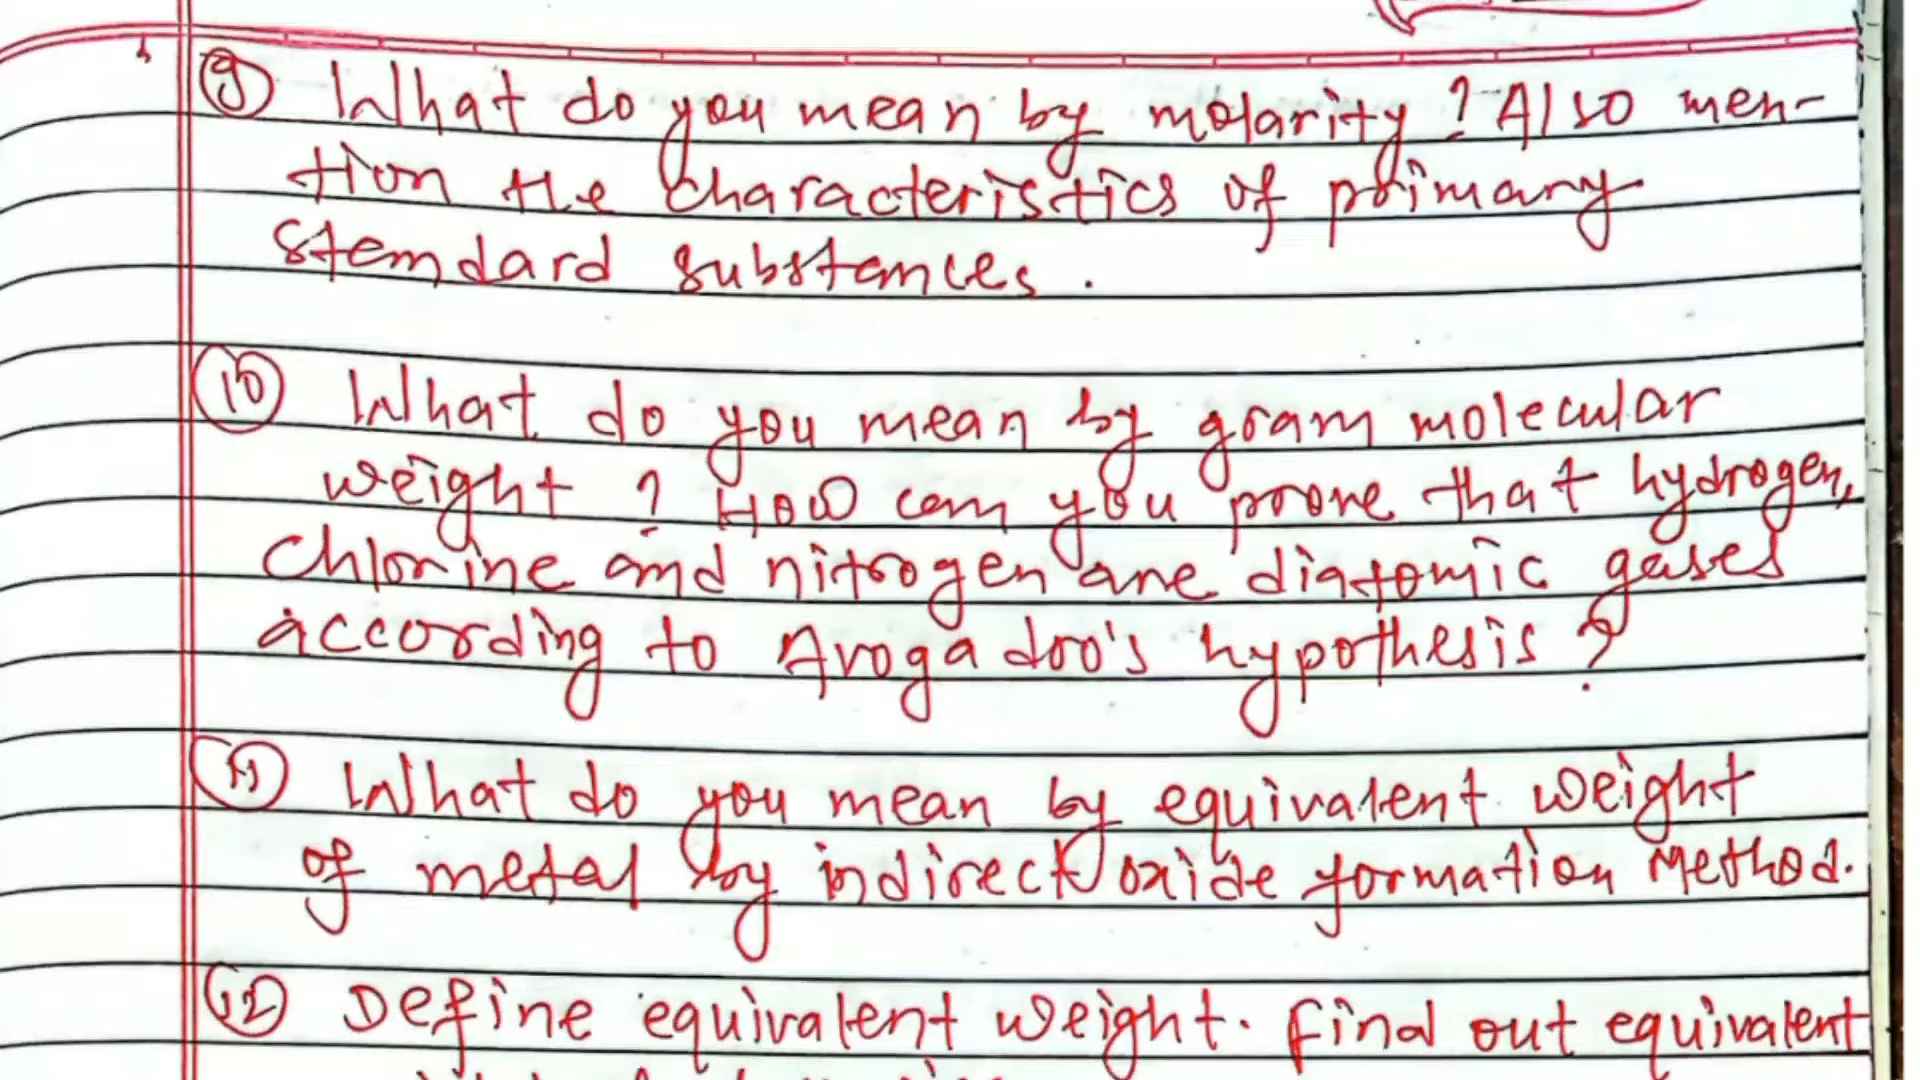 9 What do you mean by molarity? Also men-
tion the characteristics of primary
standard substances.
10 What do you mean by gram molecular
weight? How can you prove that hydrogen,
chlorine and nitrogen are diatomic gases
according to Avogadro's hypothesis?
11 What do you mean by equivalent weight
of metal by indirect oxide formation Method.
12 Define equivalent weight. Find out equivalent